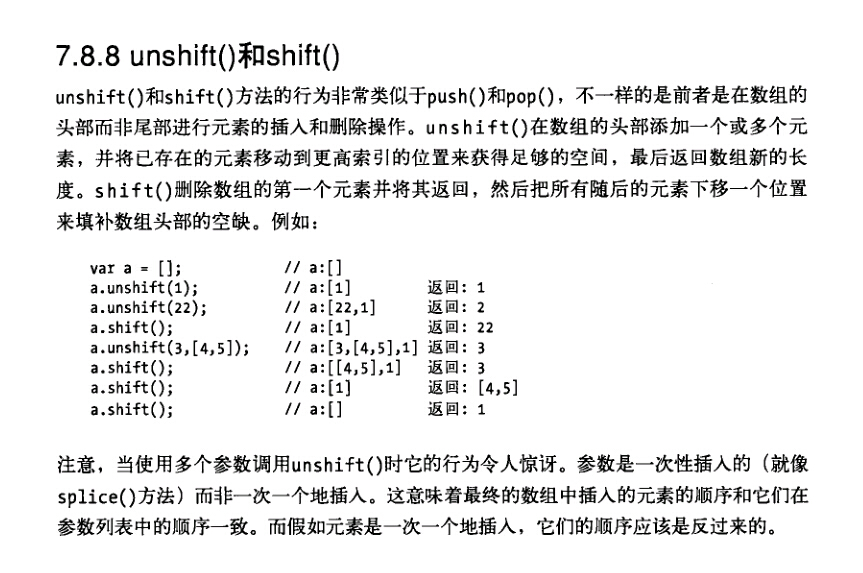 7.8.8 unshift()和shift()
unshift()和shift()方法的行为非常类似于push()和pop()，不一样的是前者是在数组的
头部而非尾部进行元素的插入和删除操作。unshift()在数组的头部添加一个或多个元
素，并将已存在的元素移动到更高索引的位置来获得足够的空间，最后返回数组新的长
度。shift()删除数组的第一个元素并将其返回，然后把所有随后的元素下移一个位置
来填补数组头部的空缺。例如：
var a = []; // a:[]
a.unshift(1); // a:[1] 返回: 1
a.unshift(22); // a:[22,1] 返回: 2
a.shift(); // a:[1] 返回: 22
a.unshift(3,[4,5]); // a:[3,[4,5],1] 返回: 3
a.shift(); // a:[[4,5],1] 返回: 3
a.shift(); // a:[1] 返回: [4,5]
a.shift(); // a:[] 返回: 1
注意，当使用多个参数调用unshift()时它的行为令人惊讶。参数是一次性插入的（就像
splice()方法）而非一次一个地插入。这意味着最终的数组中插入的元素的顺序和它们在
参数列表中的顺序一致。而假如元素是一次一个地插入，它们的顺序应该是反过来的。